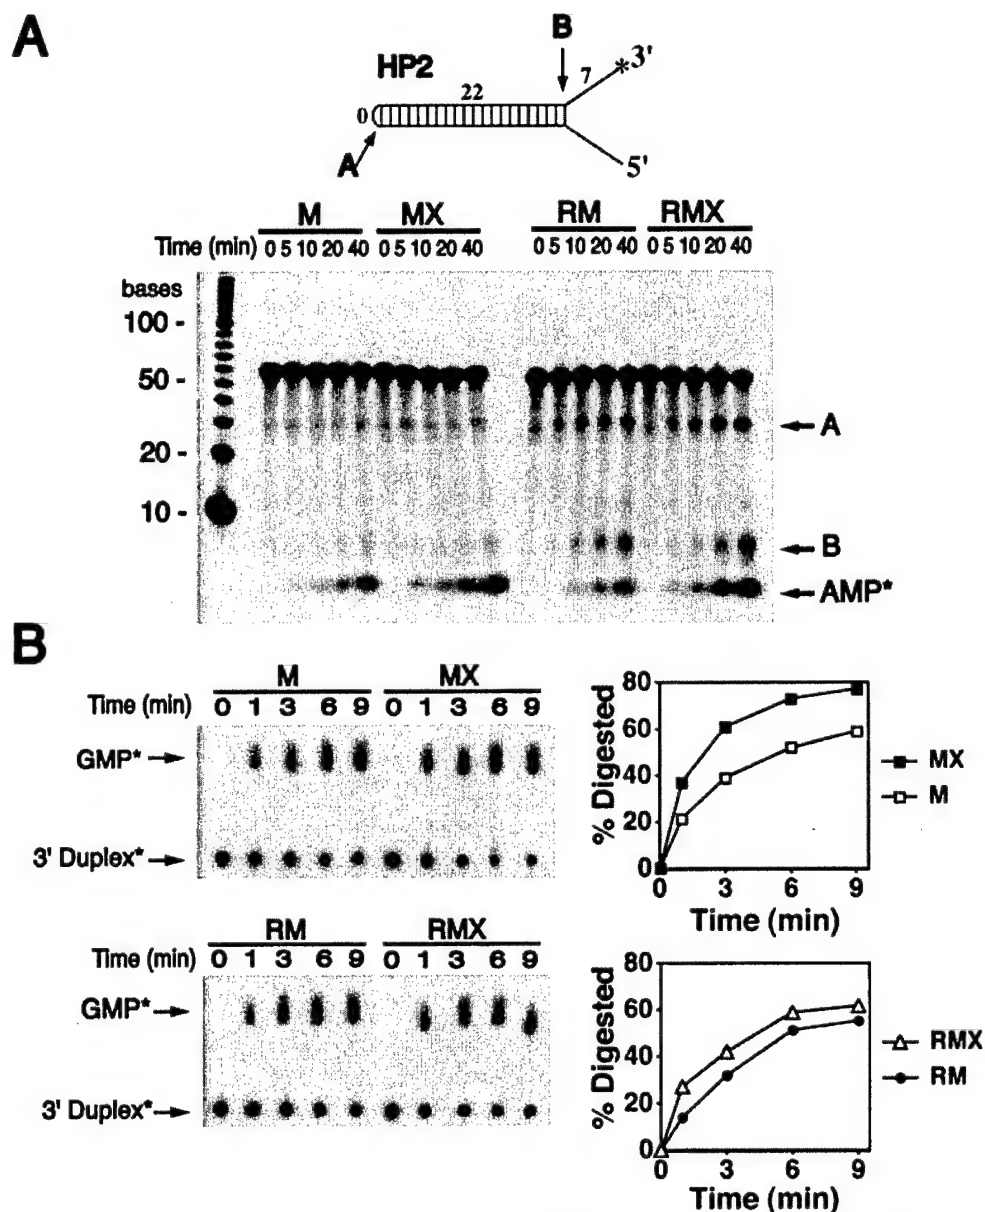 A
B
HP2
*3'
7
22
0
A
5'
M MX RM RMX
Time (min) 0 5 10 20 40 0 5 10 20 40 0 5 10 20 40 0 5 10 20 40
bases
100 -
50 -
A
20 -
10 -
B
AMP*
B
M MX
Time (min) 0 1 3 6 9 0 1 3 6 9
GMP*
3' Duplex*
80
60
40
20
0
% Digested
0 3 6 9
Time (min)
MX
M
RM RMX
Time (min) 0 1 3 6 9 0 1 3 6 9
GMP*
3' Duplex*
80
60
40
20
0
% Digested
0 3 6 9
Time (min)
RMX
RM